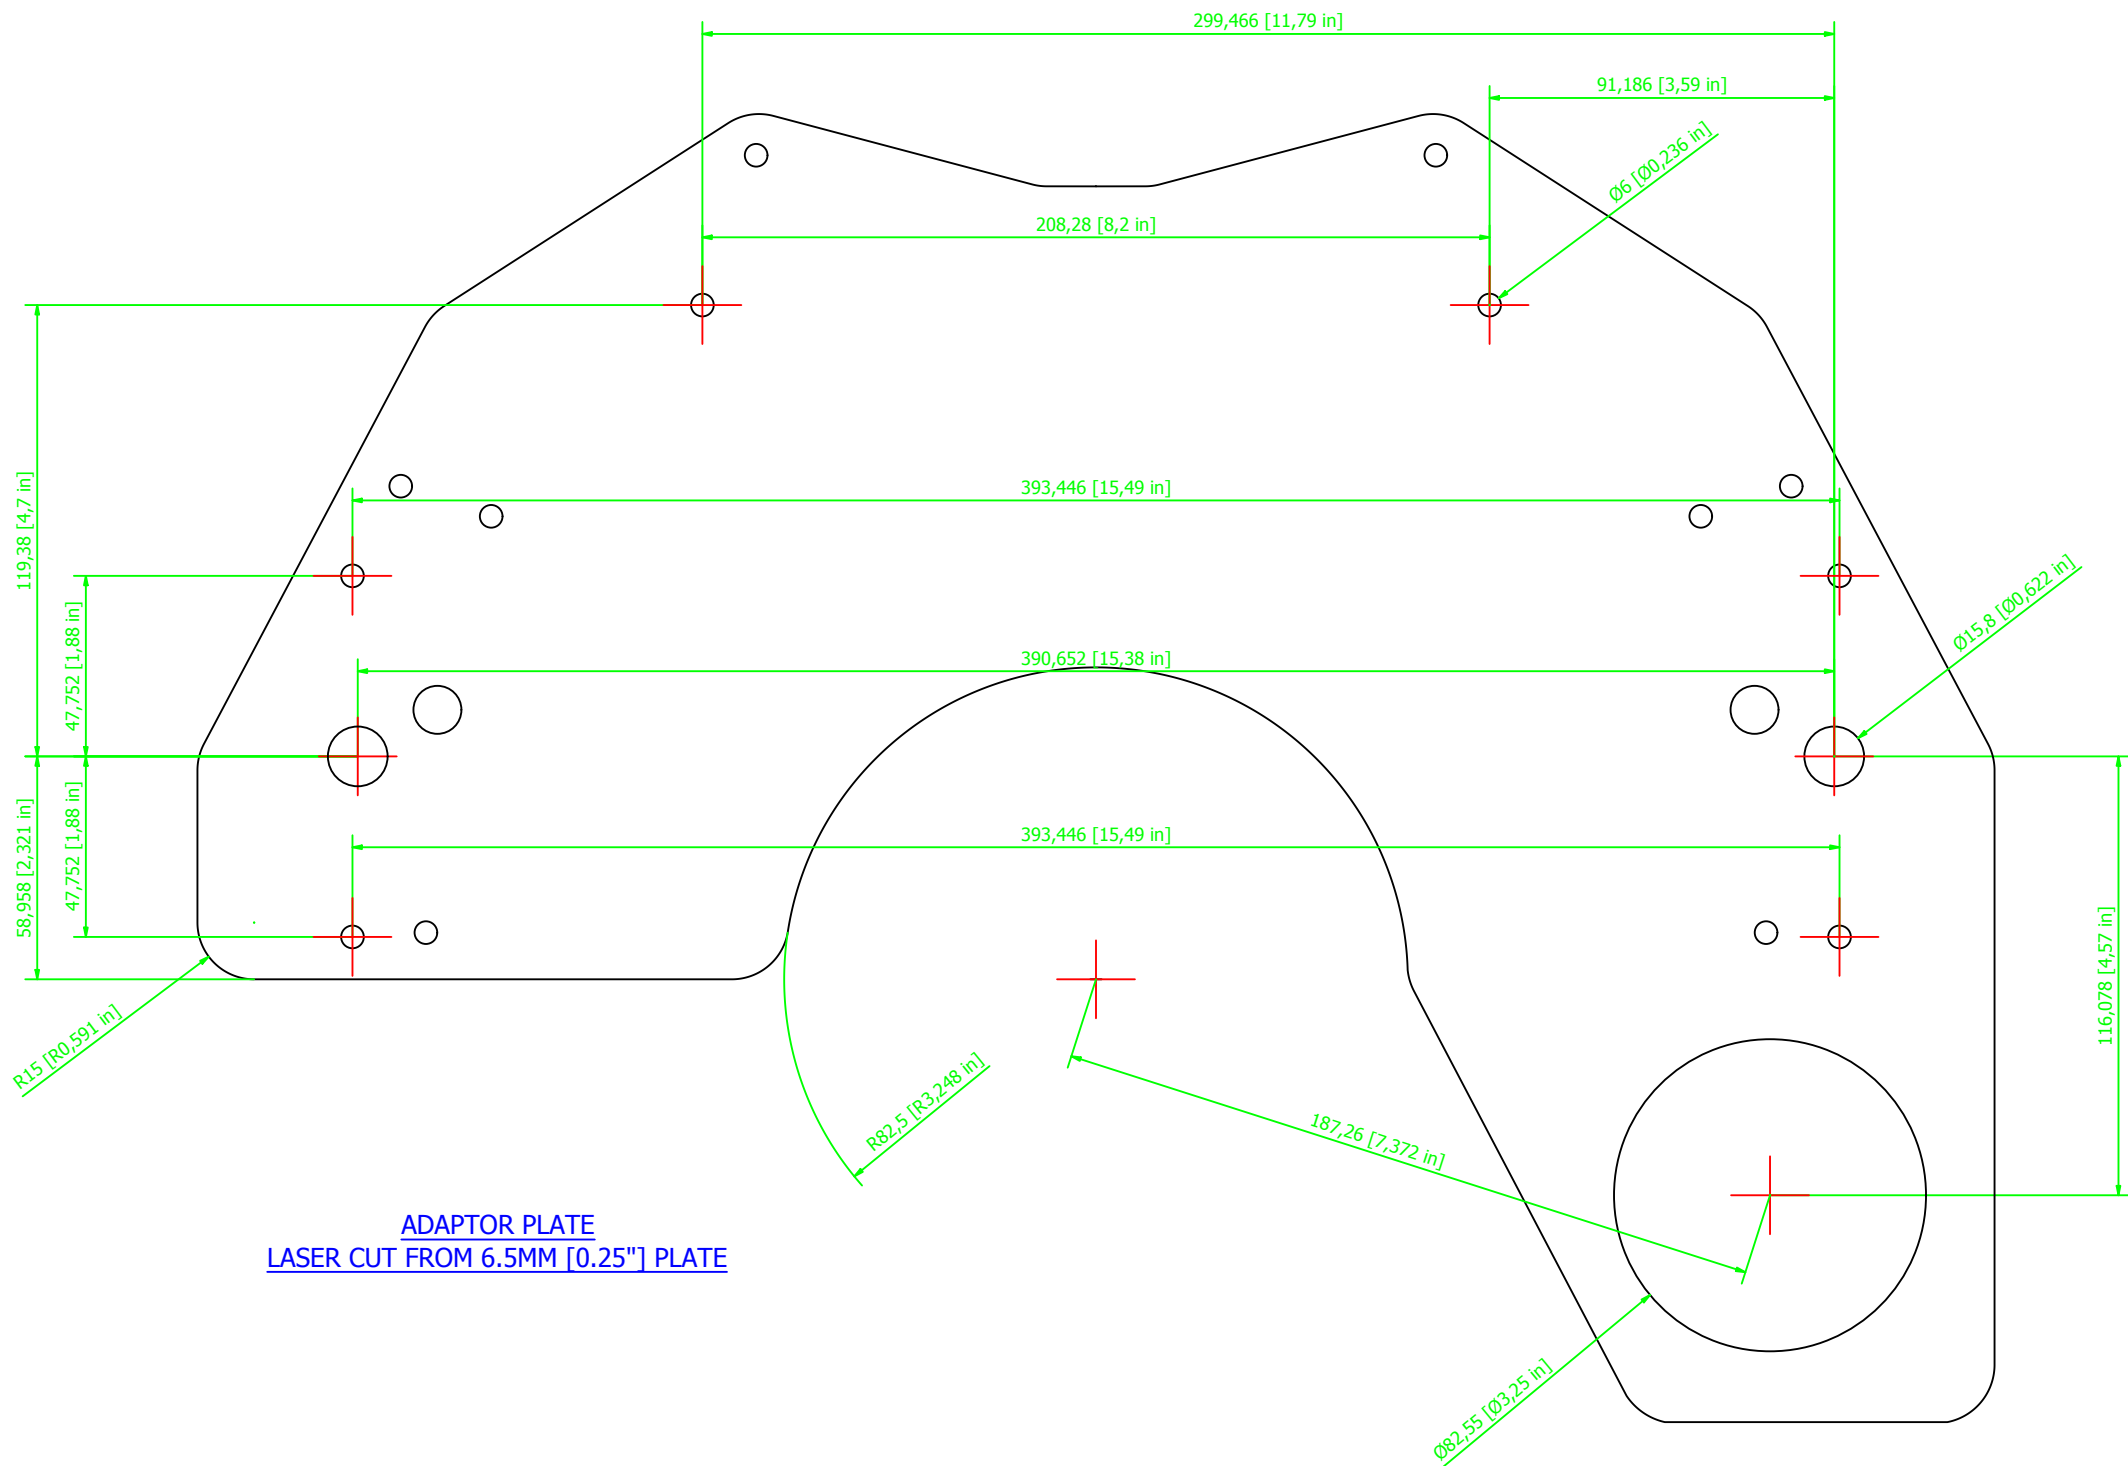 299,466 [11,79 in]
91,186 [3,59 in]
Ø6 [Ø0,236 in]
208,28 [8,2 in]
119,38 [4,7 in]
393,446 [15,49 in]
47,752 [1,88 in]
Ø15,8 [Ø0,622 in]
390,652 [15,38 in]
58,958 [2,321 in]
47,752 [1,88 in]
393,446 [15,49 in]
116,078 [4,57 in]
R15 [R0,591 in]
R82,5 [R3,248 in]
187,26 [7,372 in]
ADAPTOR PLATE
LASER CUT FROM 6.5MM [0.25"] PLATE
Ø82,55 [Ø3,25 in]